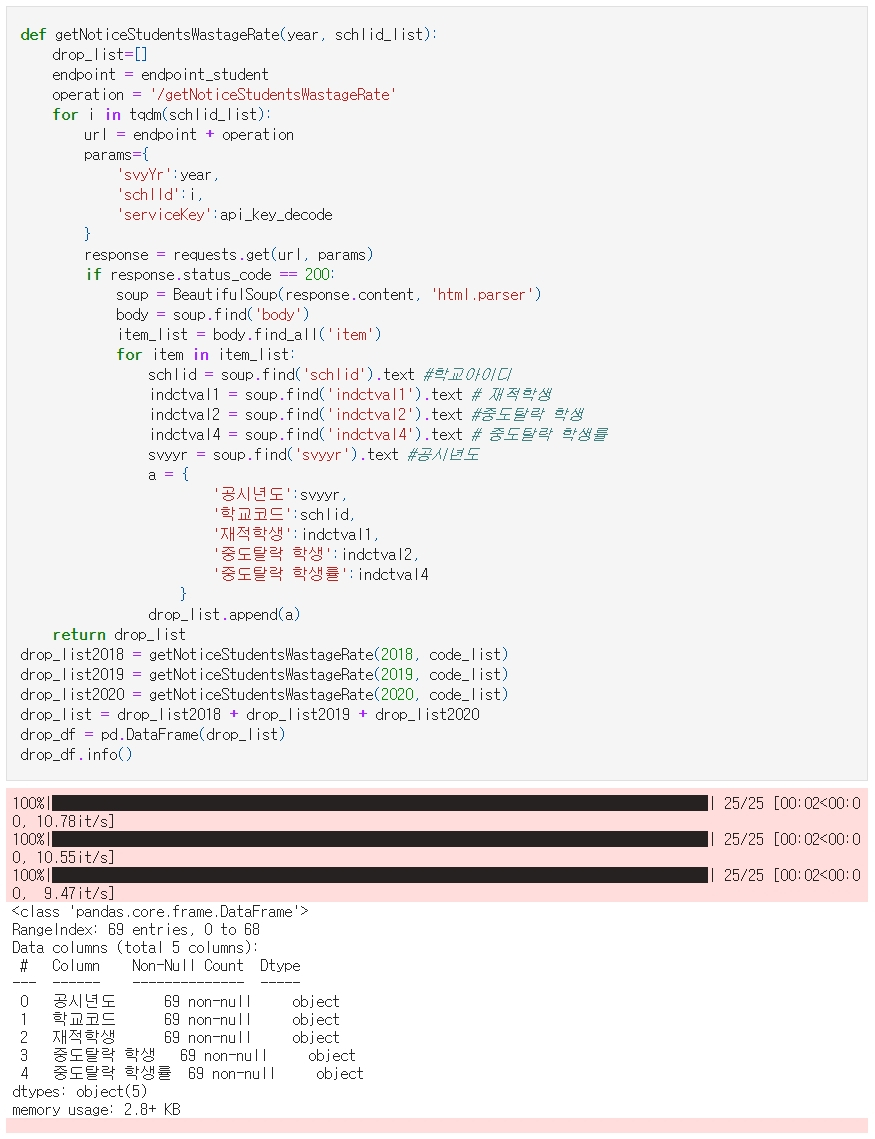 def getNoticeStudentsWastageRate(year, schlid_list):
    drop_list=[]
    endpoint = endpoint_student
    operation = '/getNoticeStudentsWastageRate'
    for i in tqdm(schlid_list):
        url = endpoint + operation
        params={
            'svyYr':year,
            'schlId':i,
            'serviceKey':api_key_decode
        }
        response = requests.get(url, params)
        if response.status_code == 200:
            soup = BeautifulSoup(response.content, 'html.parser')
            body = soup.find('body')
            item_list = body.find_all('item')
            for item in item_list:
                schlid = soup.find('schlid').text #학교아이디
                indctval1 = soup.find('indctval1').text # 재적학생
                indctval2 = soup.find('indctval2').text #중도탈락 학생
                indctval4 = soup.find('indctval4').text # 중도탈락 학생률
                svyyr = soup.find('svyyr').text #공시년도
                a = {
                        '공시년도':svyyr,
                        '학교코드':schlid,
                        '재적학생':indctval1,
                        '중도탈락 학생':indctval2,
                        '중도탈락 학생률':indctval4
                    }
                drop_list.append(a)
    return drop_list
drop_list2018 = getNoticeStudentsWastageRate(2018, code_list)
drop_list2019 = getNoticeStudentsWastageRate(2019, code_list)
drop_list2020 = getNoticeStudentsWastageRate(2020, code_list)
drop_list = drop_list2018 + drop_list2019 + drop_list2020
drop_df = pd.DataFrame(drop_list)
drop_df.info()
100%|██████████| 25/25 [00:02<00:0
0, 10.78it/s]
100%|██████████| 25/25 [00:02<00:0
0, 10.55it/s]
100%|██████████| 25/25 [00:02<00:0
0,  9.47it/s]
<class 'pandas.core.frame.DataFrame'>
RangeIndex: 69 entries, 0 to 68
Data columns (total 5 columns):
 #   Column    Non-Null Count  Dtype
---  ------    --------------  -----
 0   공시년도      69 non-null     object
 1   학교코드      69 non-null     object
 2   재적학생      69 non-null     object
 3   중도탈락 학생   69 non-null     object
 4   중도탈락 학생률  69 non-null     object
dtypes: object(5)
memory usage: 2.8+ KB